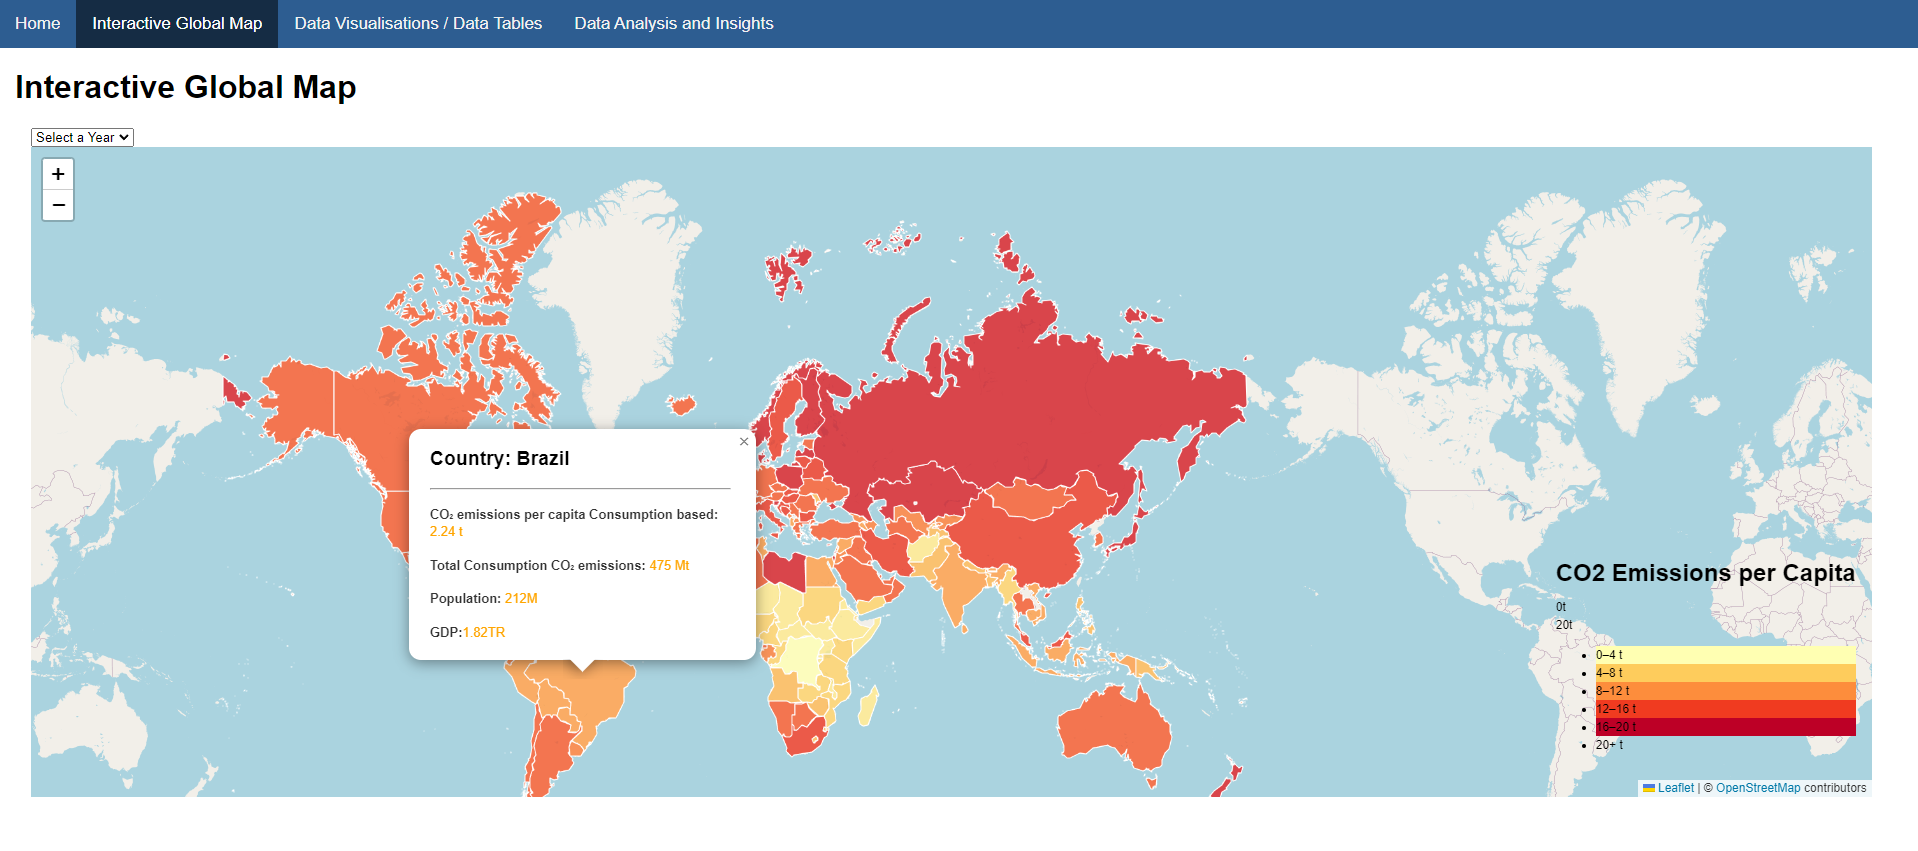 Home Interactive Global Map Data Visualisations / Data Tables Data Analysis and Insights
Interactive Global Map
Select a Year
+
−
×
Country: Brazil
CO₂ emissions per capita Consumption based:
2.24 t
Total Consumption CO₂ emissions: 475 Mt
Population: 212M
GDP:1.82TR
CO2 Emissions per Capita
0t
20t
0–4 t
4–8 t
8–12 t
12–16 t
16–20 t
20+ t
Leaflet | © OpenStreetMap contributors